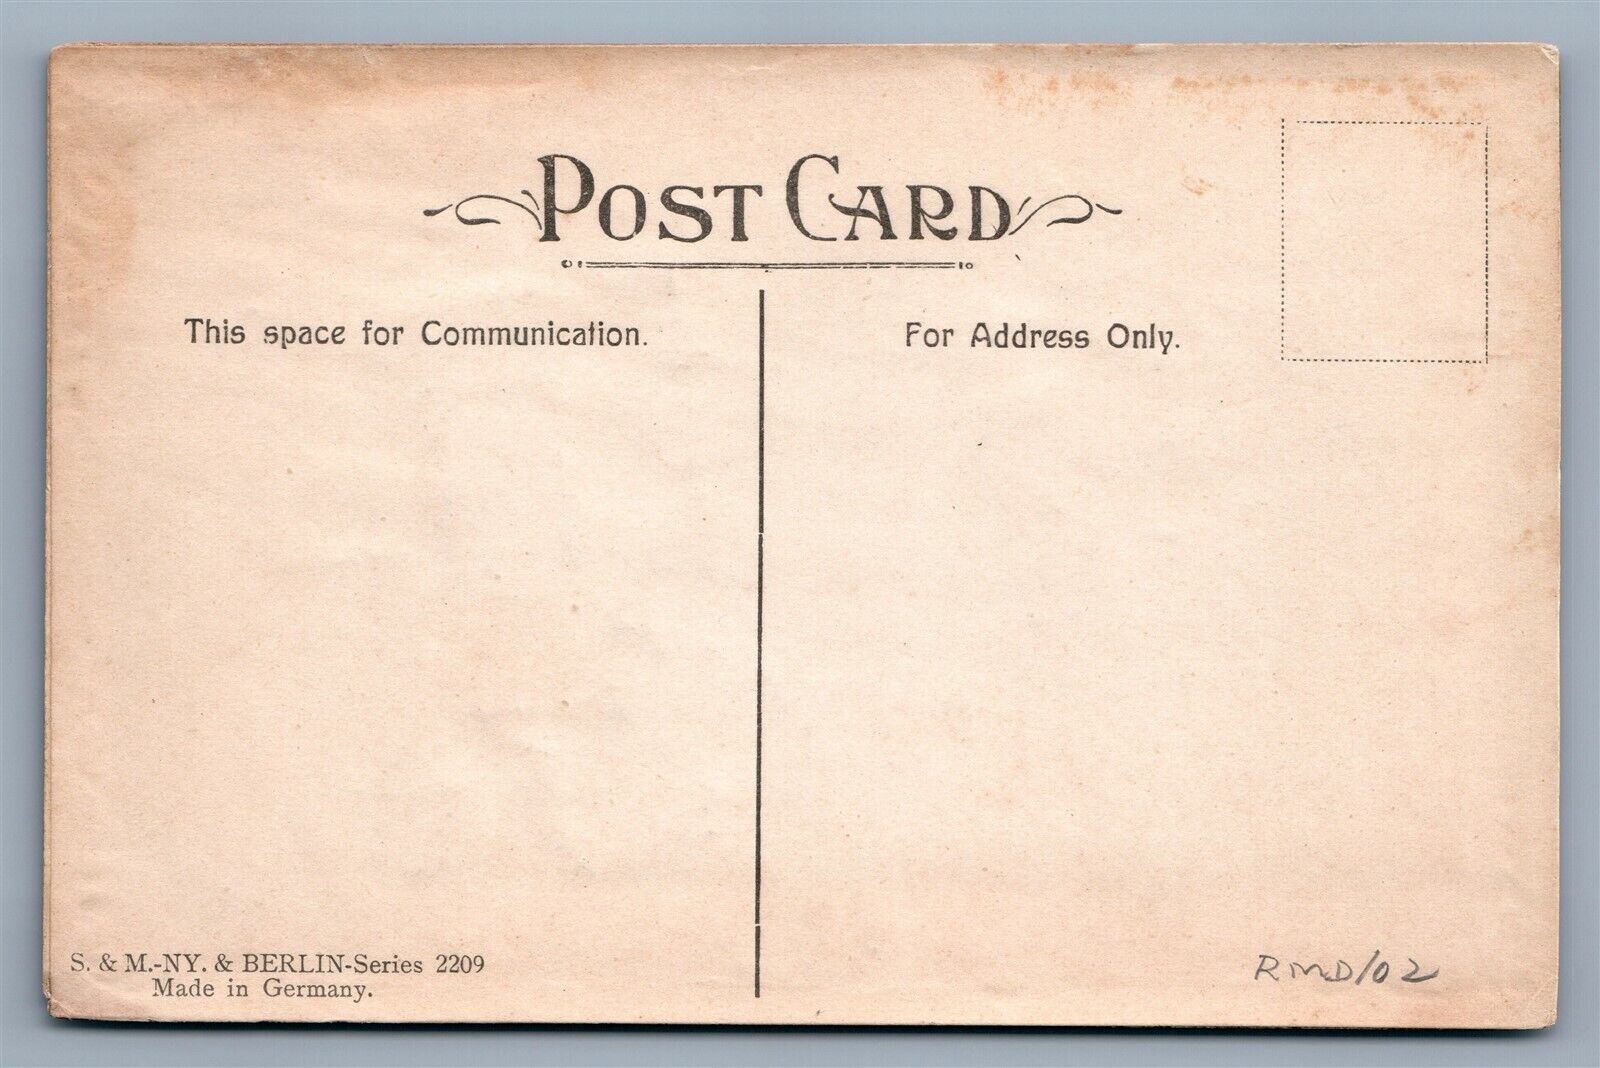 POST CARD
This space for Communication.
For Address Only.
S. & M.-NY. & BERLIN-Series 2209
Made in Germany.
RMD/02